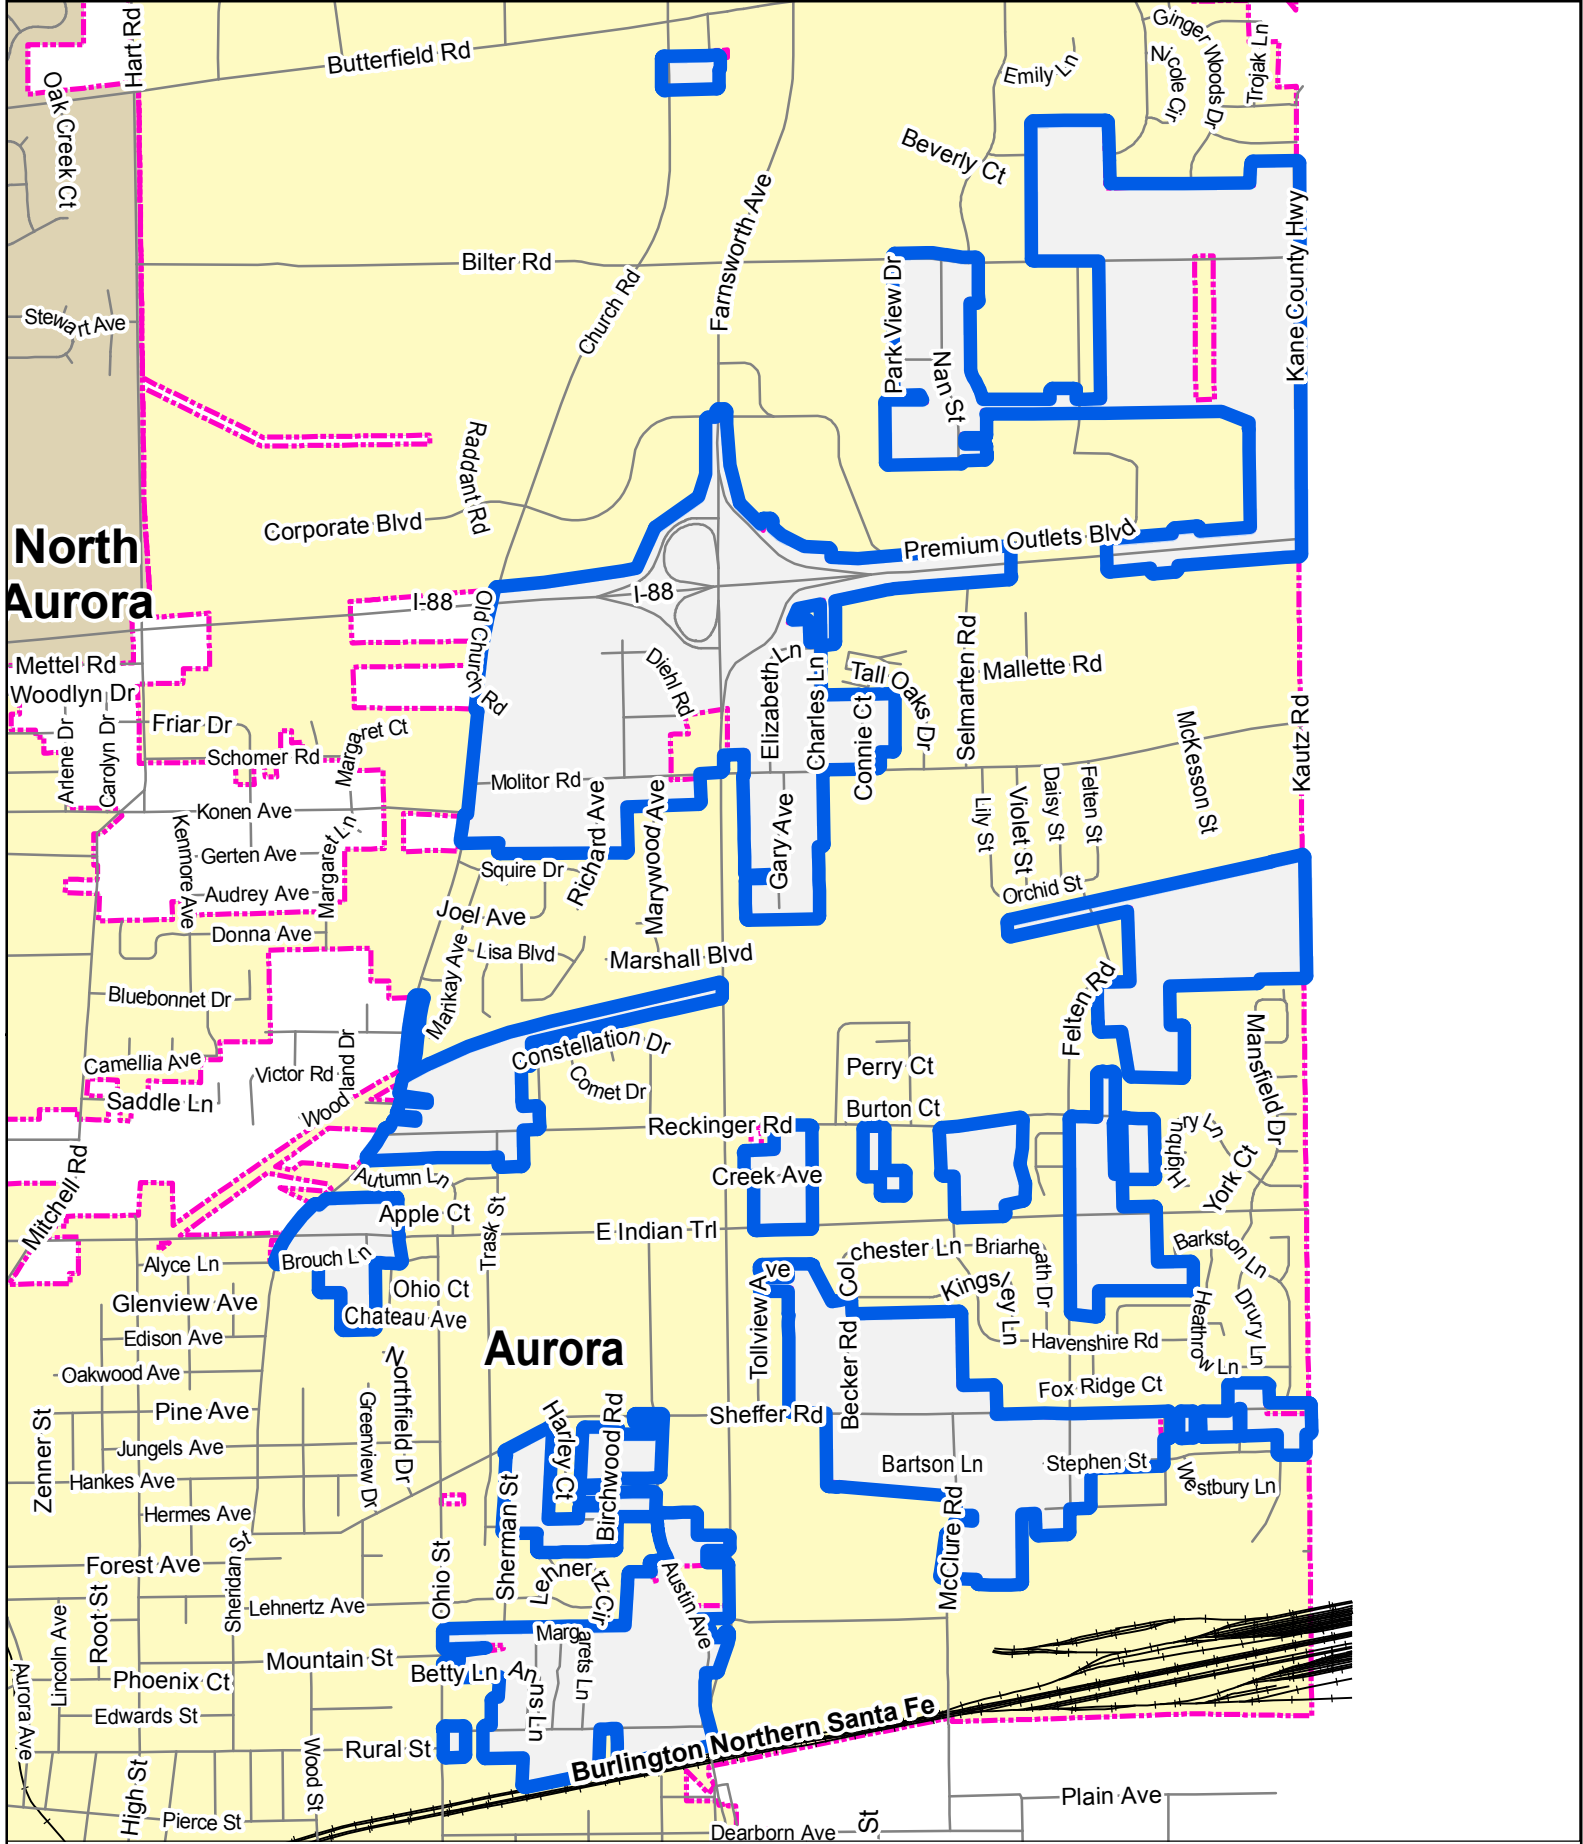 Ginger Woods Dr
Hart Rd
Butterfield Rd
Nicole Cir
Trojak Ln
Emily Ln
Oak Creek Ct
Beverly Ct
Farnsworth Ave
Kane County Hwy
Bilter Rd
Church Rd
Park View Dr
Stewart Ave
Nan St
Raddant Rd
Corporate Blvd
Premium Outlets Blvd
North
Aurora
I-88
I-88
Old Church Rd
Mettel Rd
Woodlyn Dr
Diehl Rd
Elizabeth Ln
Charles Ln
Tall Oaks Dr
Connie Ct
Selmarten Rd
Mallette Rd
Arlene Dr
Carolyn Dr
Friar Dr
Margaret Ct
Schomer Rd
McKesson St
Kautz Rd
Molitor Rd
Konen Ave
Kenmore Ave
Gerten Ave
Margaret Ln
Audrey Ave
Donna Ave
Richard Ave
Marywood Ave
Gary Ave
Lily St
Violet St
Daisy St
Felten St
Orchid St
Squire Dr
Joel Ave
Marikay Ave
Lisa Blvd
Marshall Blvd
Bluebonnet Dr
Felten Rd
Constellation Dr
Comet Dr
Camellia Ave
Victor Rd
Woodland Dr
Saddle Ln
Perry Ct
Burton Ct
Mansfield Dr
Reckinger Rd
Creek Ave
ry Ln
Highbu
York Ct
Mitchell Rd
Autumn Ln
Apple Ct
Trask St
E Indian Trl
Alyce Ln
Brouch Ln
Ohio Ct
Chateau Ave
Glenview Ave
Edison Ave
Oakwood Ave
Colchester Ln
Briarheath Dr
Kingsley Ln
Barkston Ln
Heathrow Ln
Drury Ln
Tollview Ave
Becker Rd
Havenshire Rd
Aurora
Northfield Dr
Greenview Dr
Fox Ridge Ct
Sheffer Rd
Zenner St
Pine Ave
Jungels Ave
Hankes Ave
Hermes Ave
Harley Ct
Birchwood Rd
Sherman St
Bartson Ln
Stephen St
Westbury Ln
McClure Rd
Forest Ave
Sheridan St
Ohio St
Lehnertz Cir
Austin Ave
Root St
Lincoln Ave
Lehnertz Ave
Margarets Ln
Mountain St
Betty Ln
Anns Ln
Phoenix Ct
Edwards St
Aurora Ave
Rural St
Wood St
High St
Burlington Northern Santa Fe
Pierce St
Plain Ave
Dearborn Ave
St